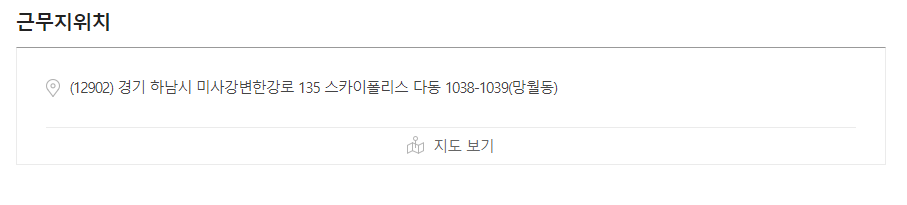 근무지위치
(12902) 경기 하남시 미사강변한강로 135 스카이폴리스 다동 1038-1039(망월동)
지도 보기